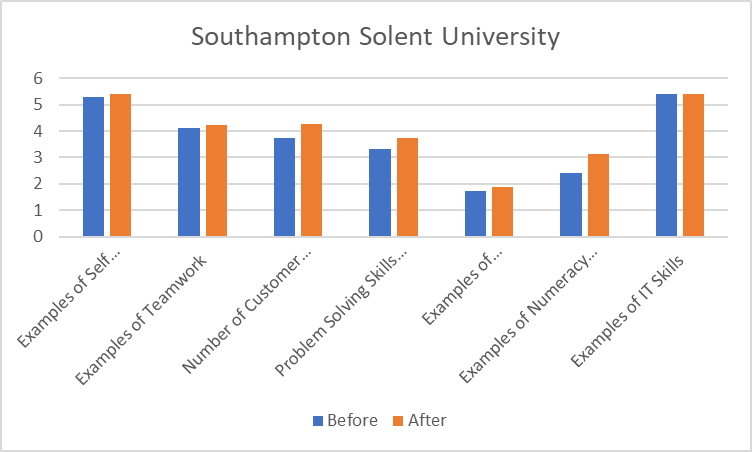 Southampton Solent University
6
5
4
3
2
1
0
Examples of Self...
Examples of Teamwork
Number of Customer...
Problem Solving Skills...
Examples of...
Examples of Numeracy...
Examples of IT Skills
Before
After